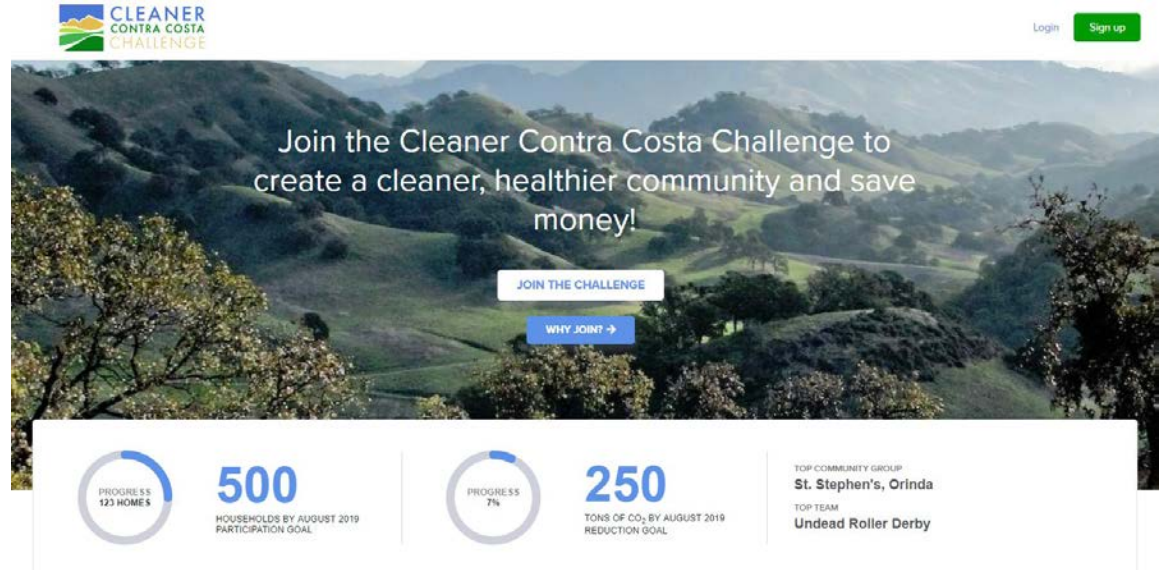 CLEANER
CONTRA COSTA
CHALLENGE
Login
Sign up
Join the Cleaner Contra Costa Challenge to
create a cleaner, healthier community and save
money!
JOIN THE CHALLENGE
WHY JOIN? →
PROGRESS
123 HOMES
500
HOUSEHOLDS BY AUGUST 2019
PARTICIPATION GOAL
PROGRESS
7%
250
TONS OF CO₂ BY AUGUST 2019
REDUCTION GOAL
TOP COMMUNITY GROUP
St. Stephen's, Orinda
TOP TEAM
Undead Roller Derby